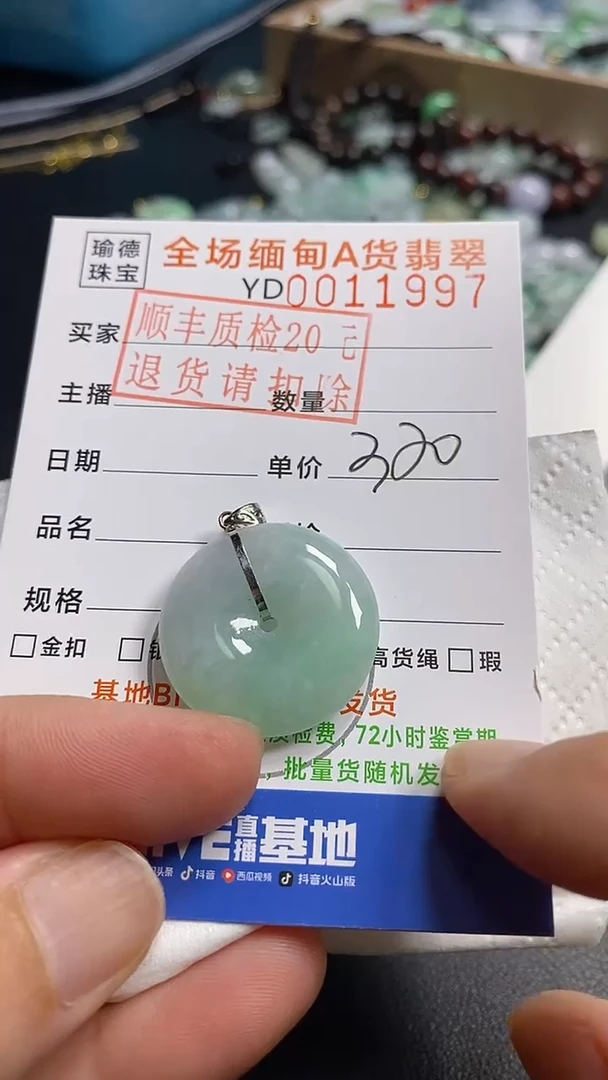 瑜德
珠宝
全场缅甸A货翡翠
YD0011997
买家
顺丰质检20元
退货请扣除
主播
数量
日期
单价 320
品名
规格
金扣
高货绳
瑕
基地
发货
质检费，72小时鉴赏期
，批量货随机发
直播
基地
头条
抖音
西瓜视频
抖音火山版